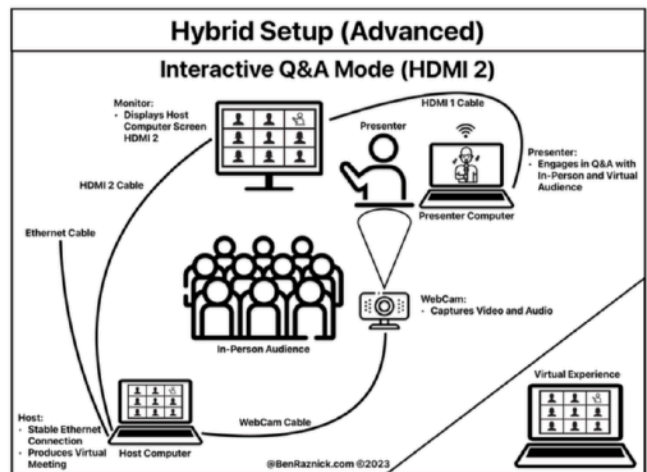 Hybrid Setup (Advanced)
Interactive Q&A Mode (HDMI 2)
Monitor:
• Displays Host
Computer Screen
HDMI 2
HDMI 1 Cable
Presenter
Presenter:
• Engages in Q&A with
In-Person and Virtual
Audience
Presenter Computer
HDMI 2 Cable
Ethernet Cable
WebCam:
• Captures Video and Audio
In-Person Audience
Virtual Experience
Host:
• Stable Ethernet
Connection
• Produces Virtual
Meeting
Host Computer
WebCam Cable
@BenRaznick.com ©2023